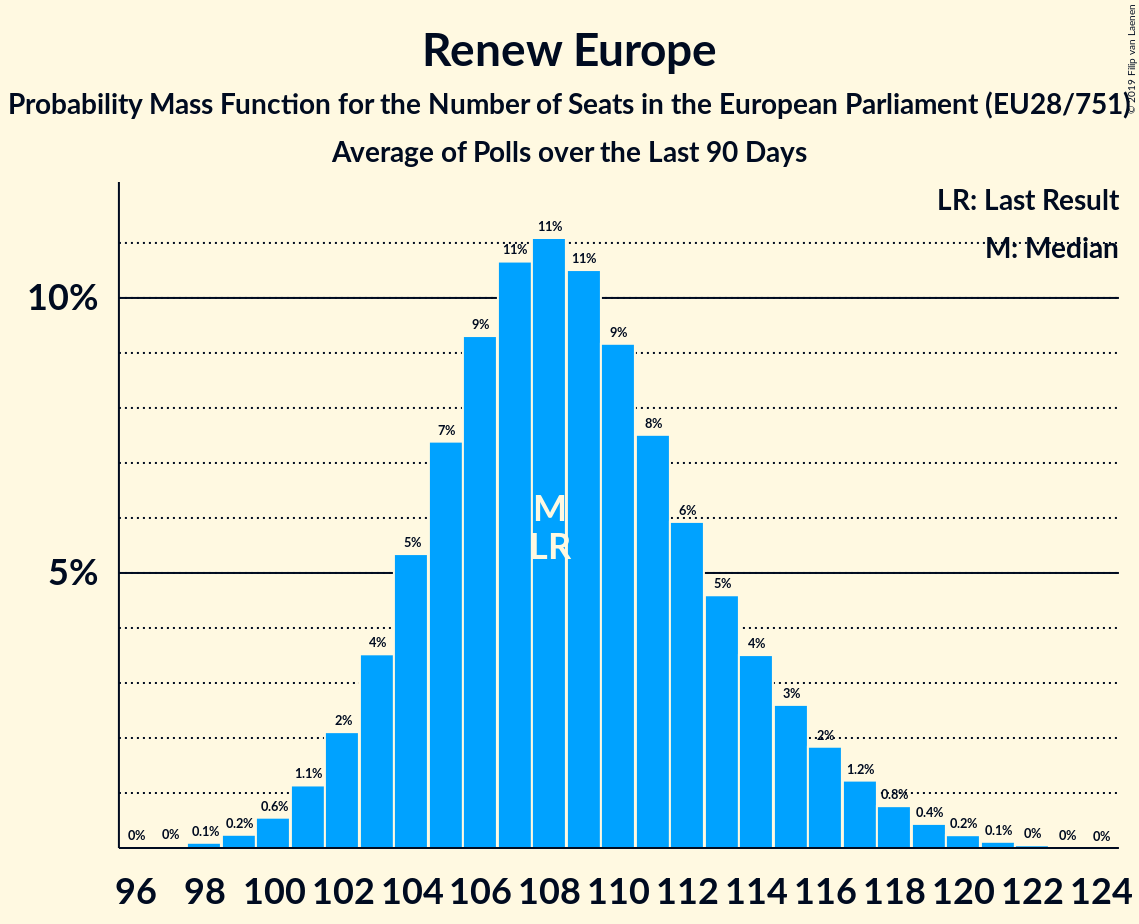 © 2019 Filip van Laenen
Renew Europe
Probability Mass Function for the Number of Seats in the European Parliament (EU28/751)
Average of Polls over the Last 90 Days
LR: Last Result
M: Median
10%
5%
0% 0% 0.1% 0.2% 0.6% 1.1% 2% 4% 5% 7% 9% 11% 11% 11% 9% 8% 6% 5% 4% 3% 2% 1.2% 0.8% 0.4% 0.2% 0.1% 0% 0% 0%
M
LR
96 98 100 102 104 106 108 110 112 114 116 118 120 122 124